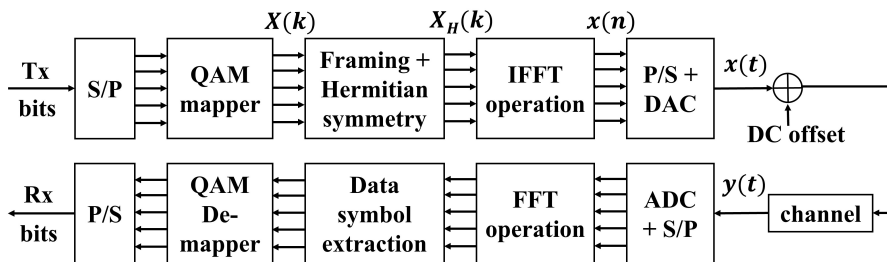 X(k)
X_H(k)
x(n)
Tx
bits
S/P
QAM
mapper
Framing +
Hermitian
symmetry
IFFT
operation
P/S +
DAC
x(t)
DC offset
Rx
bits
P/S
QAM
De-
mapper
Data
symbol
extraction
FFT
operation
ADC
+ S/P
y(t)
channel